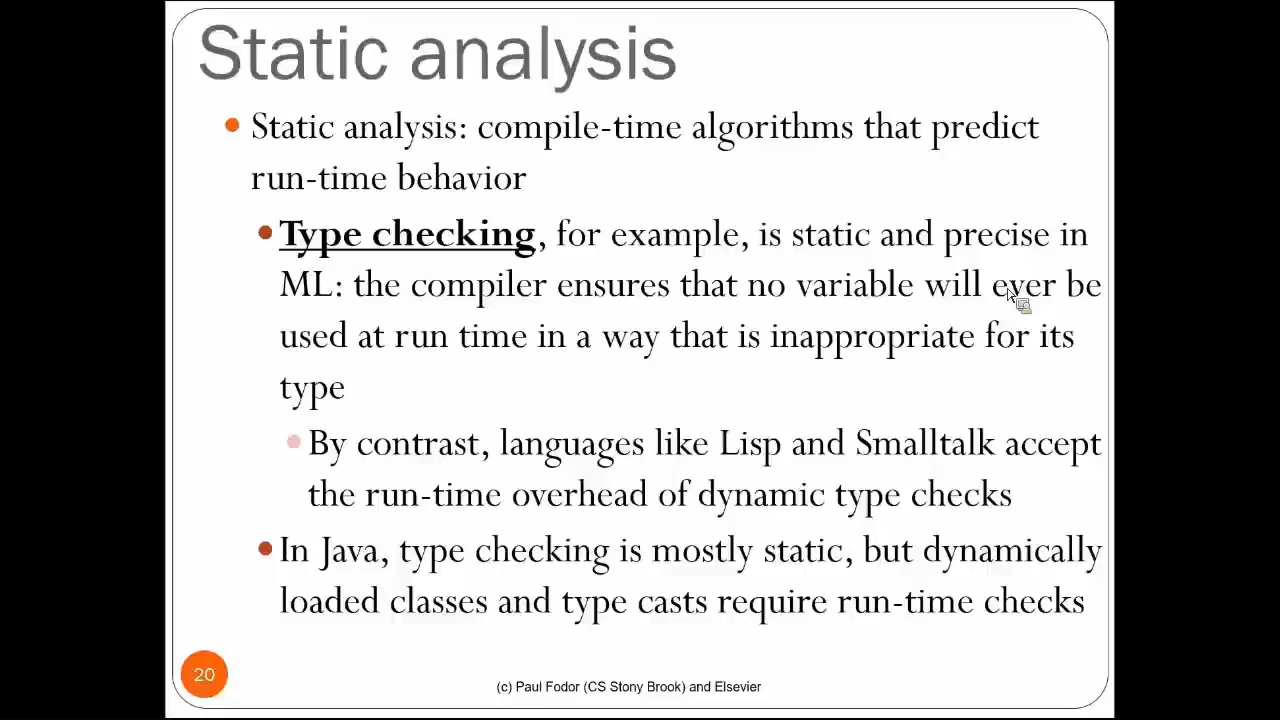 Static analysis
Static analysis: compile-time algorithms that predict
run-time behavior
Type checking, for example, is static and precise in
ML: the compiler ensures that no variable will ever be
used at run time in a way that is inappropriate for its
type
By contrast, languages like Lisp and Smalltalk accept
the run-time overhead of dynamic type checks
In Java, type checking is mostly static, but dynamically
loaded classes and type casts require run-time checks
20
(c) Paul Fodor (CS Stony Brook) and Elsevier